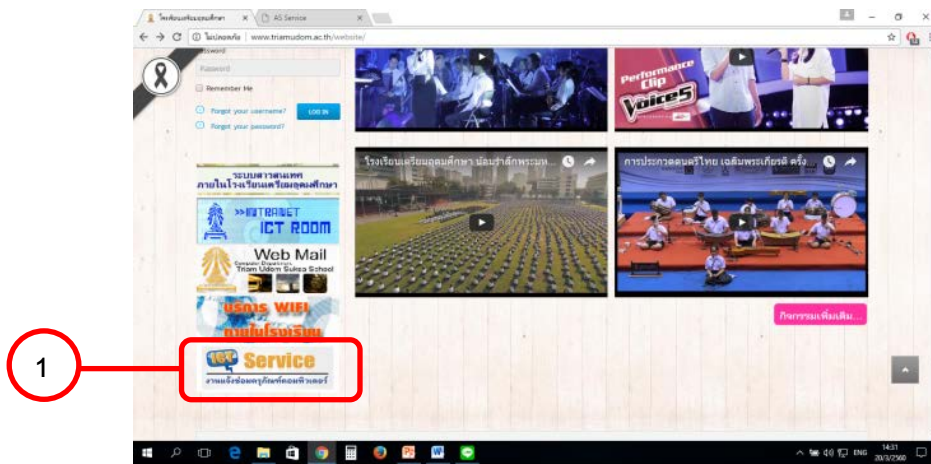 โรงเรียนเตรียมอุดมศึกษา
AS Service
ไม่ปลอดภัย
www.triamudom.ac.th/website/
Password
Password
Remember Me
Forgot your username?
LOG IN
Forgot your password?
Performance
Clip
Voice5
ระบบสารสนเทศ
ภายในโรงเรียนเตรียมอุดมศึกษา
>>INTRANET
ICT ROOM
Web Mail
Computer Department
Triam Udom Suksa School
บริการ WIFI
ภายในโรงเรียน
ICT Service
งานแจ้งซ่อมครุภัณฑ์คอมพิวเตอร์
โรงเรียนเตรียมอุดมศึกษา น้อมรำลึกพระมห...
การประกวดดนตรีไทย เฉลิมพระเกียรติ ครั้ง...
กิจกรรมเพิ่มเติม...
1
ENG
14:31
20/3/2560